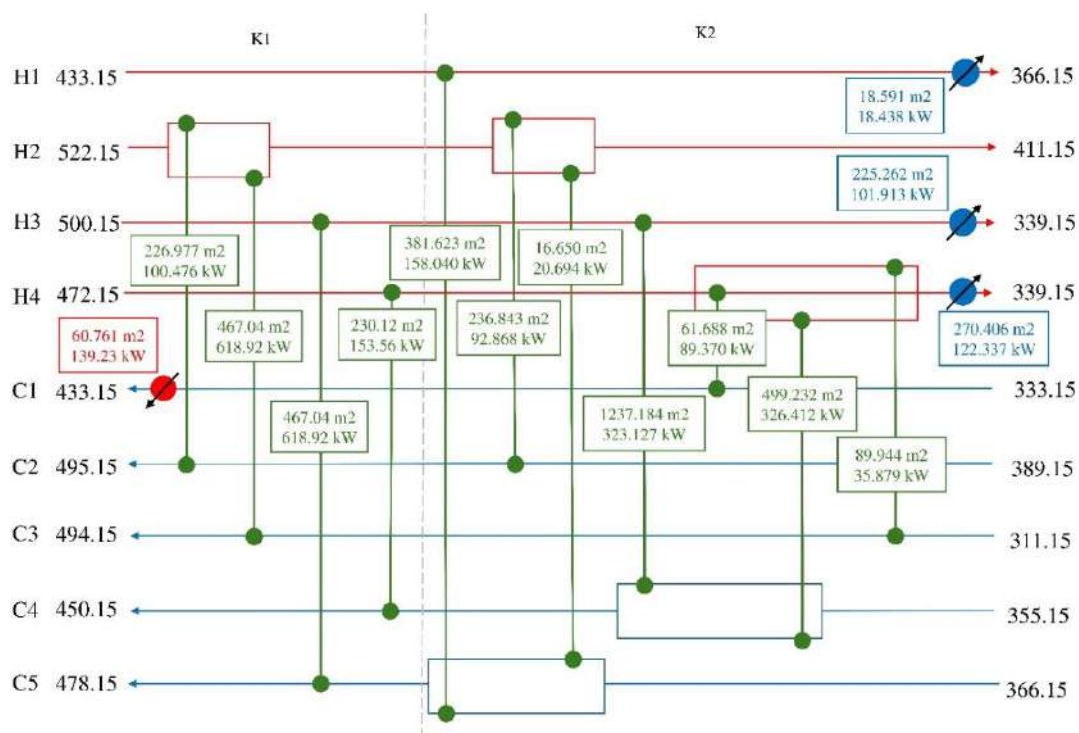 K1
K2
H1 433.15
366.15
18.591 m2
18.438 kW
H2 522.15
411.15
225.262 m2
101.913 kW
H3 500.15
339.15
226.977 m2
100.476 kW
381.623 m2
158.040 kW
16.650 m2
20.694 kW
H4 472.15
339.15
60.761 m2
139.23 kW
467.04 m2
618.92 kW
230.12 m2
153.56 kW
236.843 m2
92.868 kW
61.688 m2
89.370 kW
270.406 m2
122.337 kW
C1 433.15
333.15
467.04 m2
618.92 kW
1237.184 m2
323.127 kW
499.232 m2
326.412 kW
C2 495.15
389.15
89.944 m2
35.879 kW
C3 494.15
311.15
C4 450.15
355.15
C5 478.15
366.15